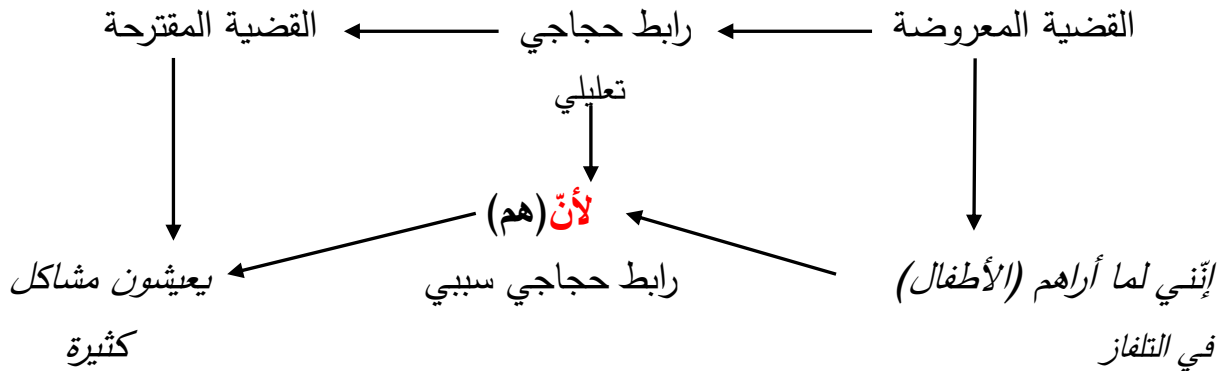 القضية المعروضة
رابط حجاجي
القضية المقترحة
تعليلي
لأنّ (هم)
إنّني لما أراهم (الأطفال)
رابط حجاجي سببي
يعيشون مشاكل
في التلفاز
كثيرة